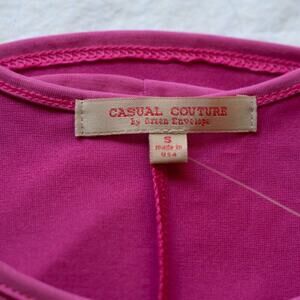 CASUAL COUTURE
by Green Envelope
S
made in
USA